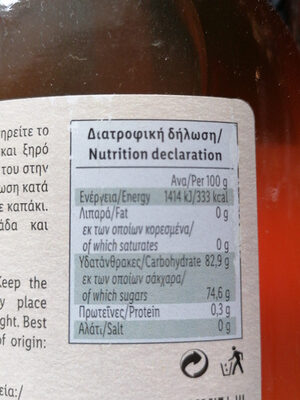 ηρείτε το
και ξηρό
του στην
ωση κατά
ε καπάκι.
άδα και
Keep the
y place
ght. Best
of origin:
εία:/
Διατροφική δήλωση/
Nutrition declaration
Ανα/Per 100 g
Ενέργεια/Energy 1414 kJ/333 kcal
Λιπαρά/Fat 0 g
εκ των οποίων κορεσμένα/
of which saturates 0 g
Υδατάνθρακες/Carbohydrate 82,9 g
εκ των οποίων σάκχαρα/
of which sugars 74,6 g
Πρωτεΐνες/Protein 0,3 g
Αλάτι/Salt 0 g